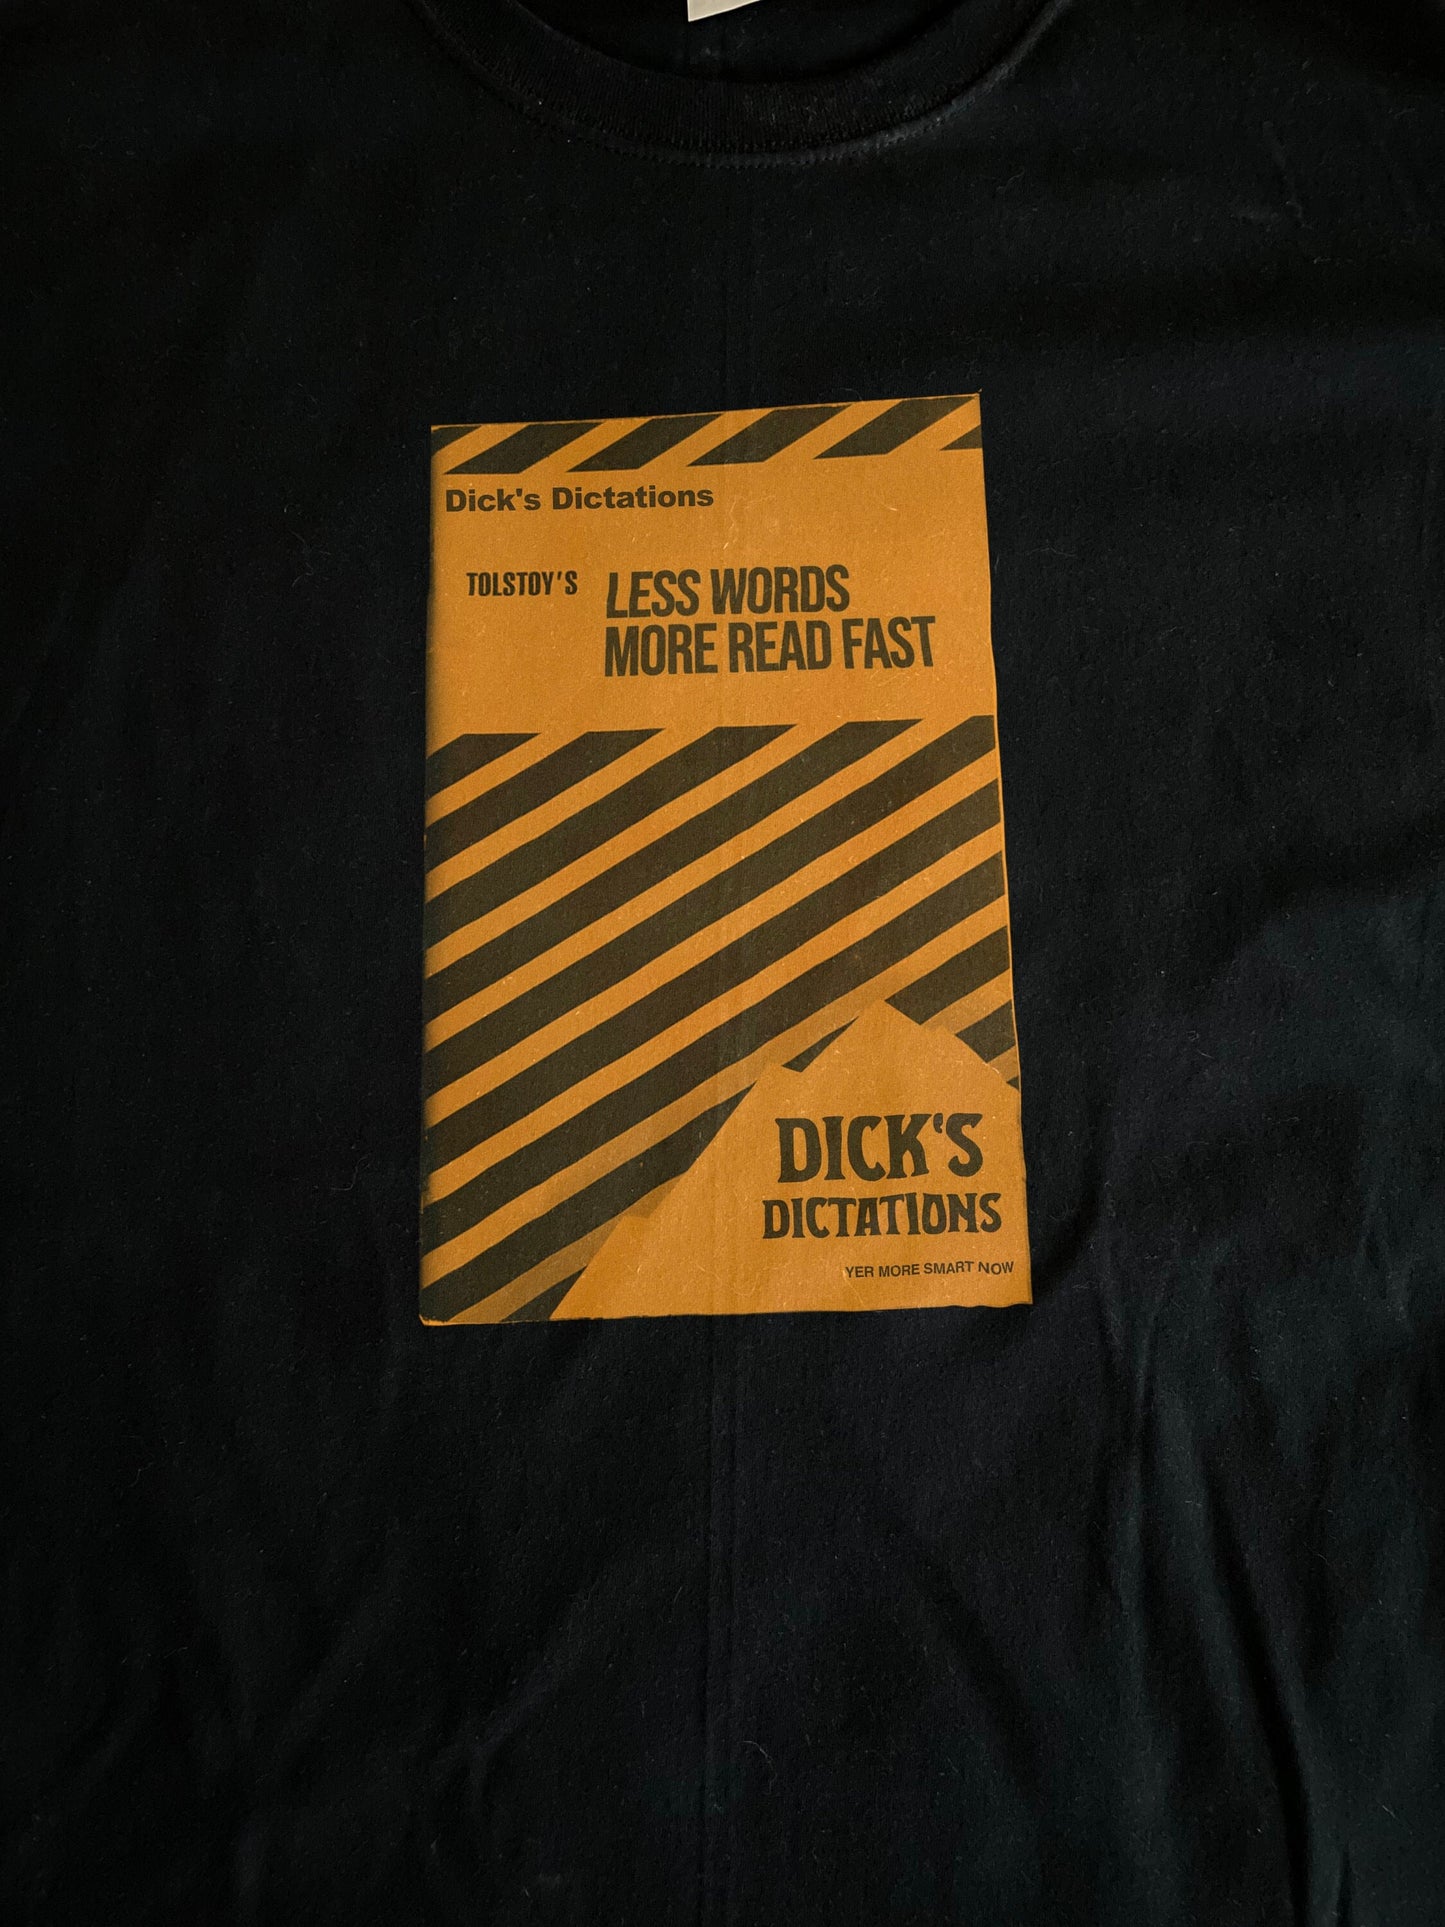 Dick's Dictations
TOLSTOY'S LESS WORDS
MORE READ FAST
DICK'S
DICTATIONS
YER MORE SMART NOW